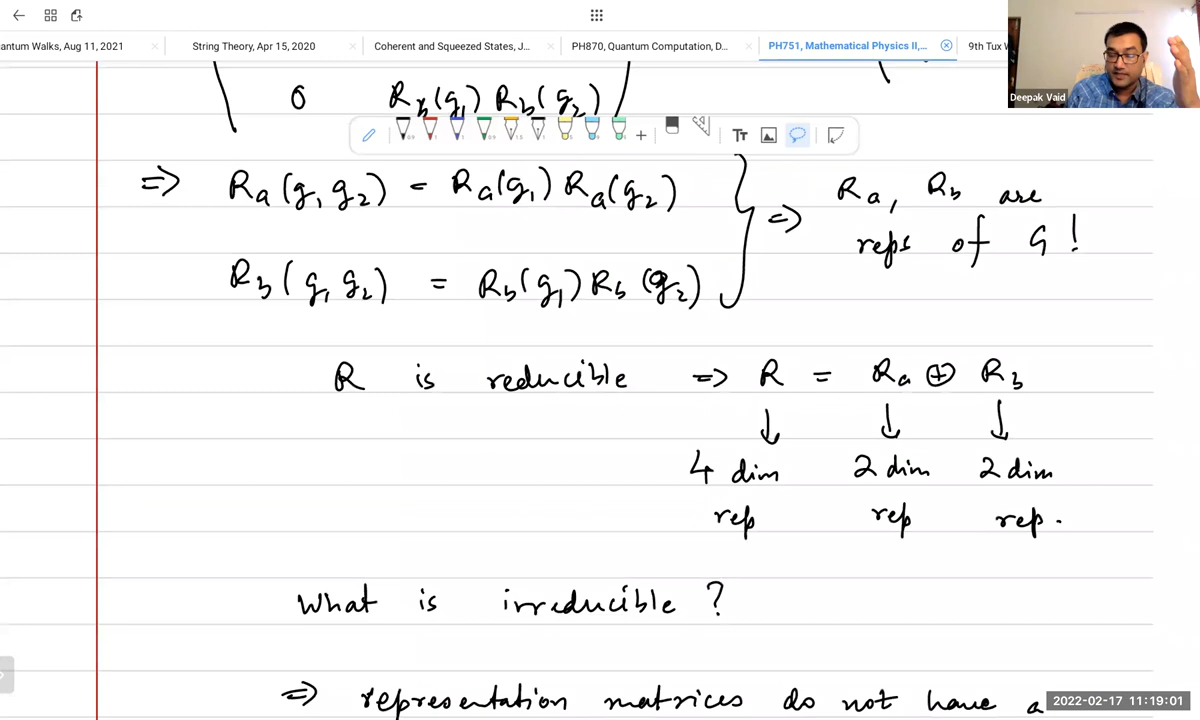 antum Walks, Aug 11, 2021 String Theory, Apr 15, 2020 Coherent and Squeezed States, J... PH870, Quantum Computation, D... PH751, Mathematical Physics II,... 9th Tux W
Deepak Vaid
0 R_b(g_1) R_b(g_2)
Tт
⇒ R_a (g_1 g_2) = R_a(g_1) R_a(g_2)
R_b (g_1 g_2) = R_b(g_1) R_b (g_2)
⇒ R_a, R_b are
reps of G !
R is reducible ⇒ R = R_a ⊕ R_b
↓ ↓ ↓
4 dim 2 dim 2 dim
rep rep rep.
What is irreducible ?
⇒ representation matrices do not have a
2022-02-17 11:19:01